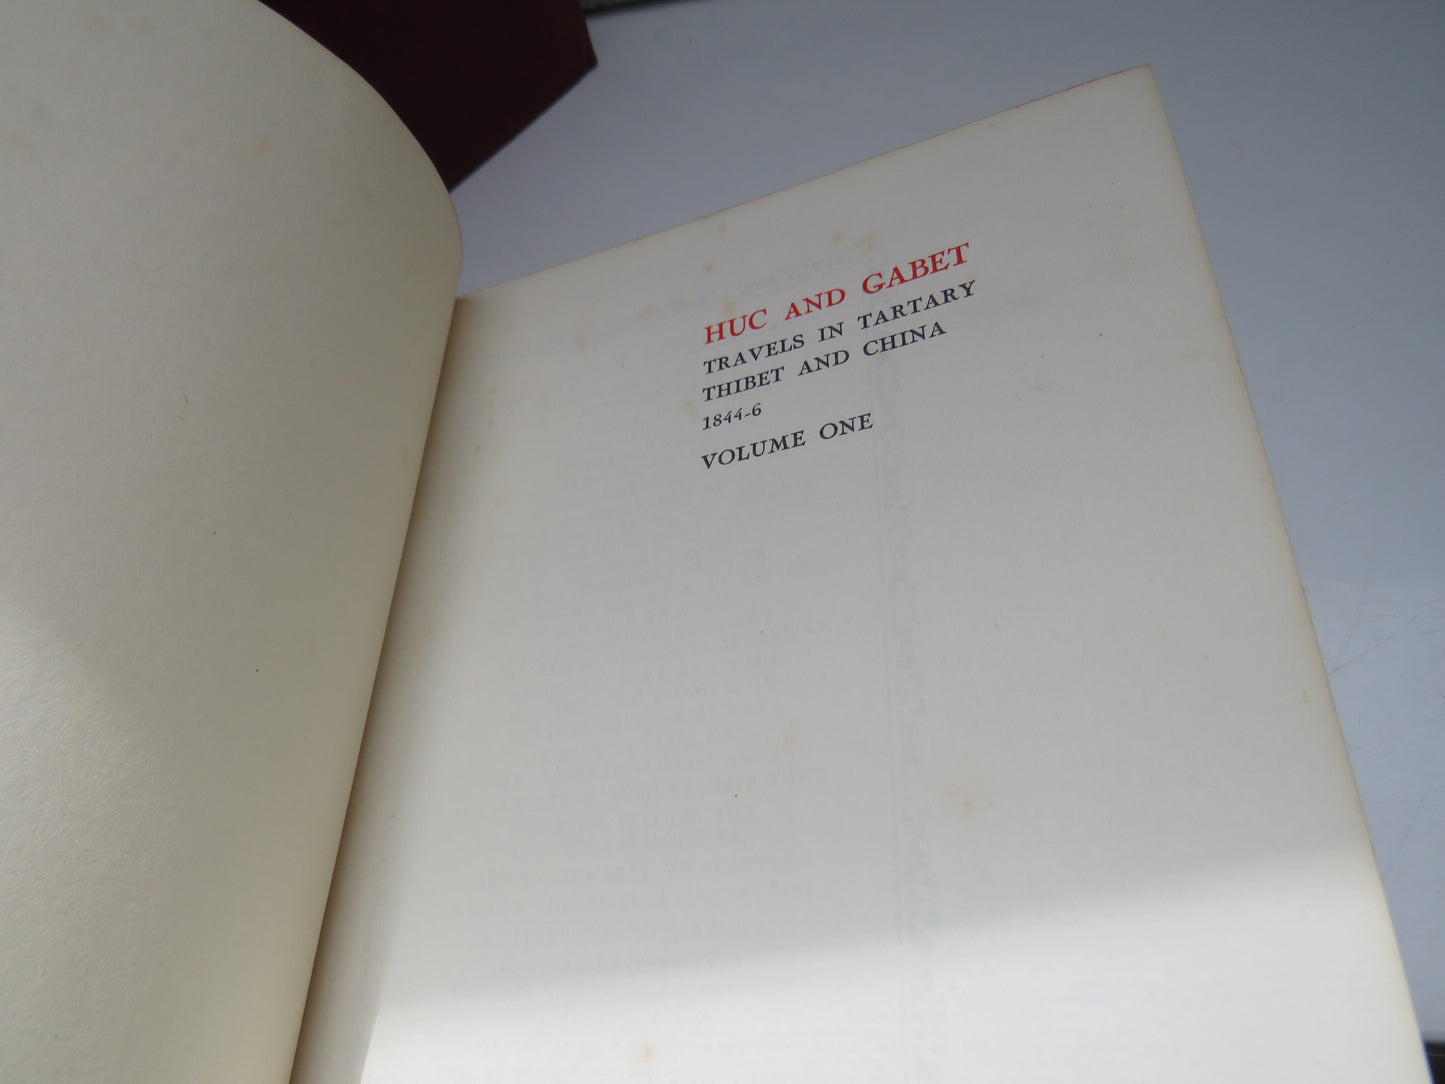 HUC AND GABET
TRAVELS IN TARTARY
THIBET AND CHINA
1844-6
VOLUME ONE